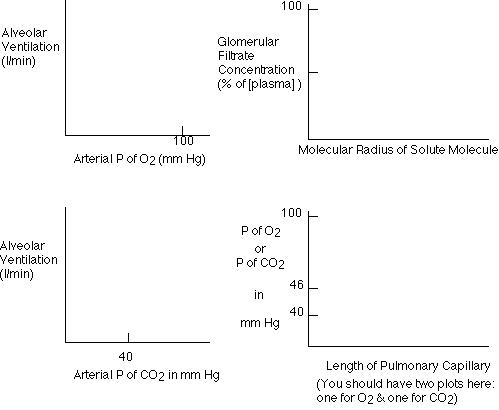 Alveolar
Ventilation
(l/min)
100
Arterial P of O2 (mm Hg)
100
Glomerular
Filtrate
Concentration
(% of [plasma] )
Molecular Radius of Solute Molecule
Alveolar
Ventilation
(l/min)
40
Arterial P of CO2 in mm Hg
100
P of O2
or
P of CO2
in
mm Hg
46
40
Length of Pulmonary Capillary
(You should have two plots here:
one for O2 & one for CO2)